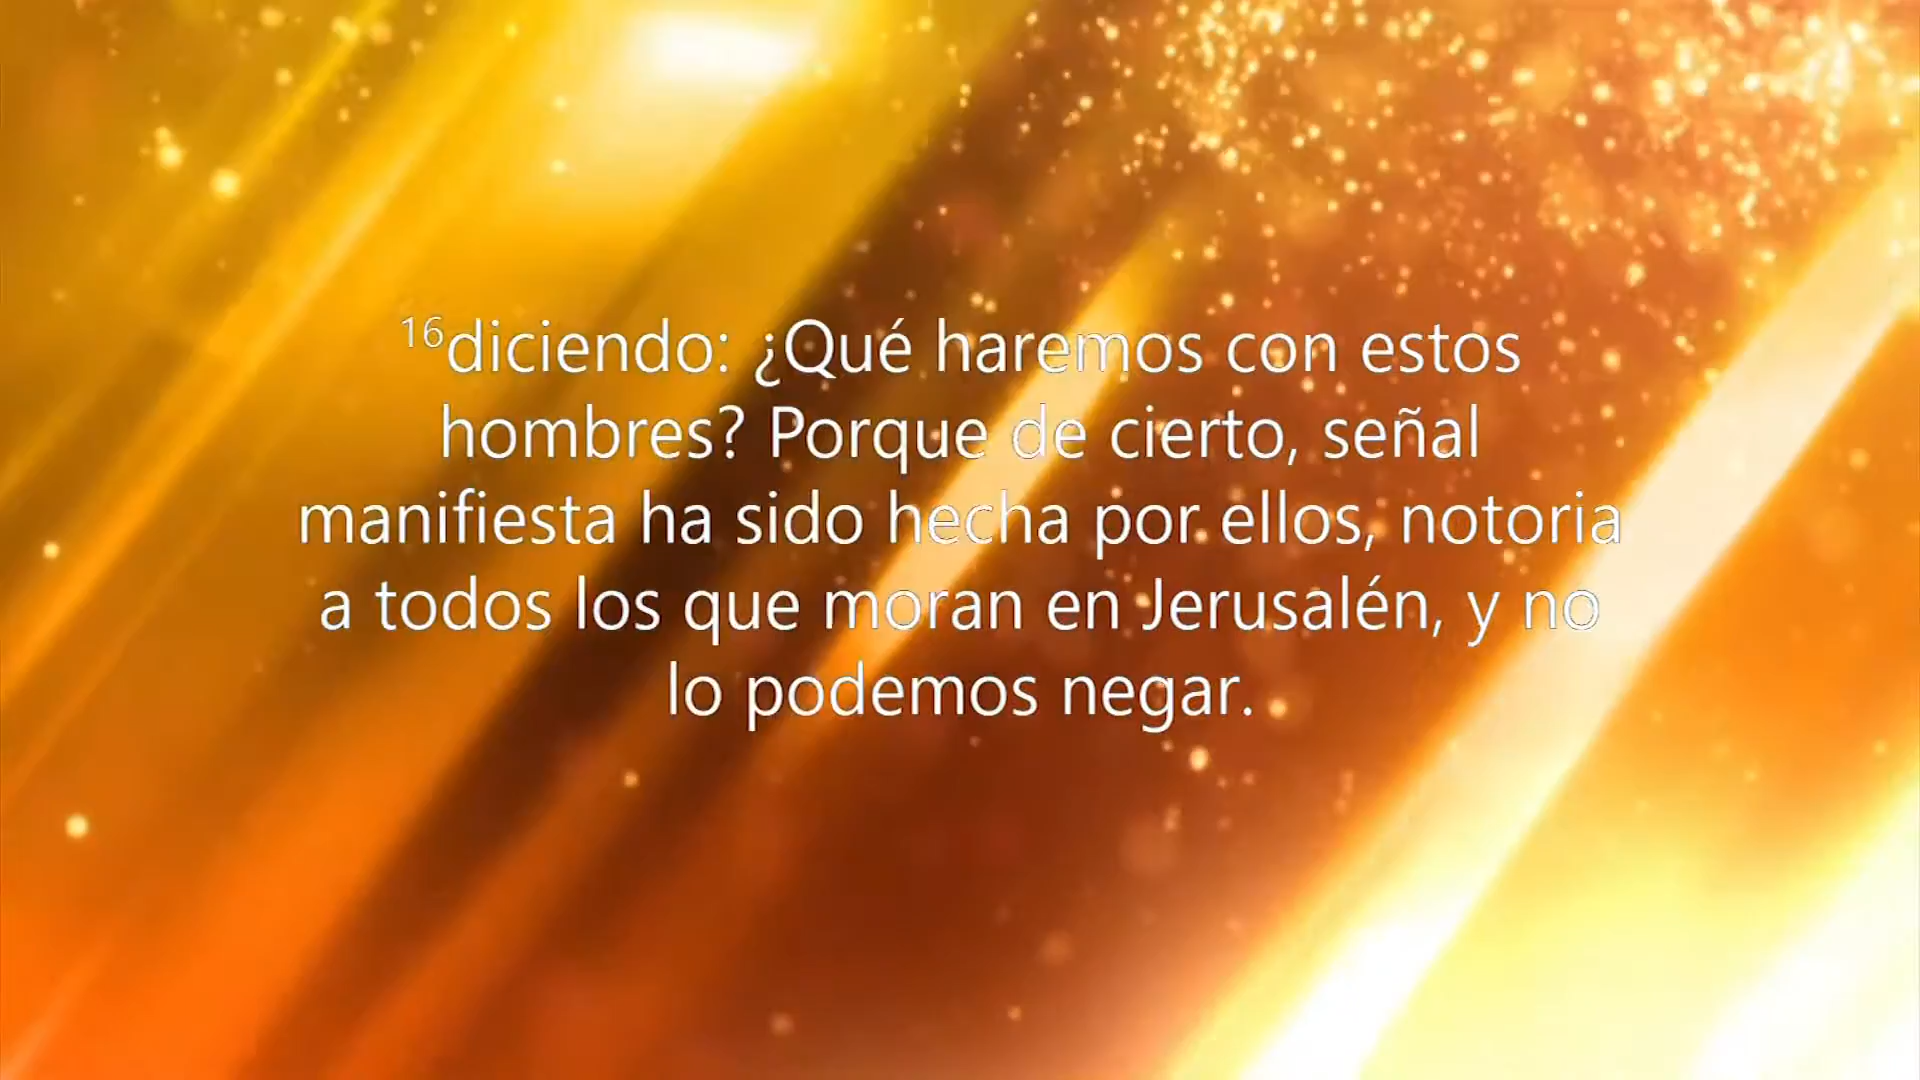 16diciendo: ¿Qué haremos con estos
hombres? Porque de cierto, señal
manifiesta ha sido hecha por ellos, notoria
a todos los que moran en Jerusalén, y no
lo podemos negar.